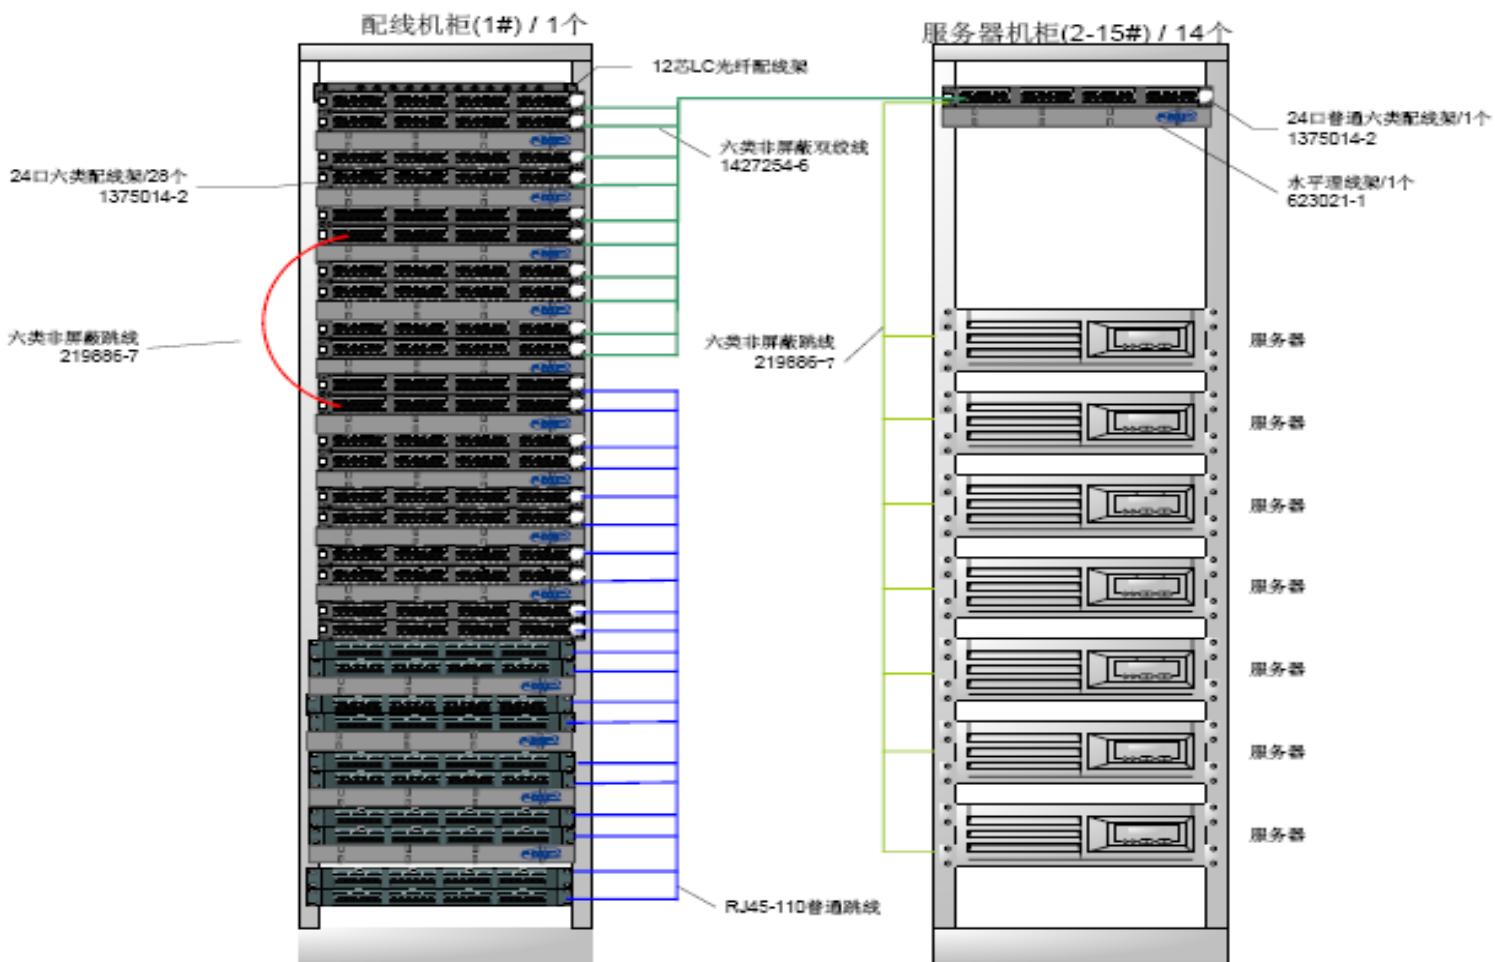 配线机柜(1#) / 1个
服务器机柜(2-15#) / 14个
12芯LC光纤配线架
24口普通六类配线架/1个
1375014-2
六类非屏蔽双绞线
1427254-6
24口六类配线架/28个
1375014-2
水平理线架/1个
623021-1
六类非屏蔽跳线
219886-7
六类非屏蔽跳线
219886-7
服务器
服务器
服务器
服务器
服务器
服务器
服务器
RJ45-110普通跳线